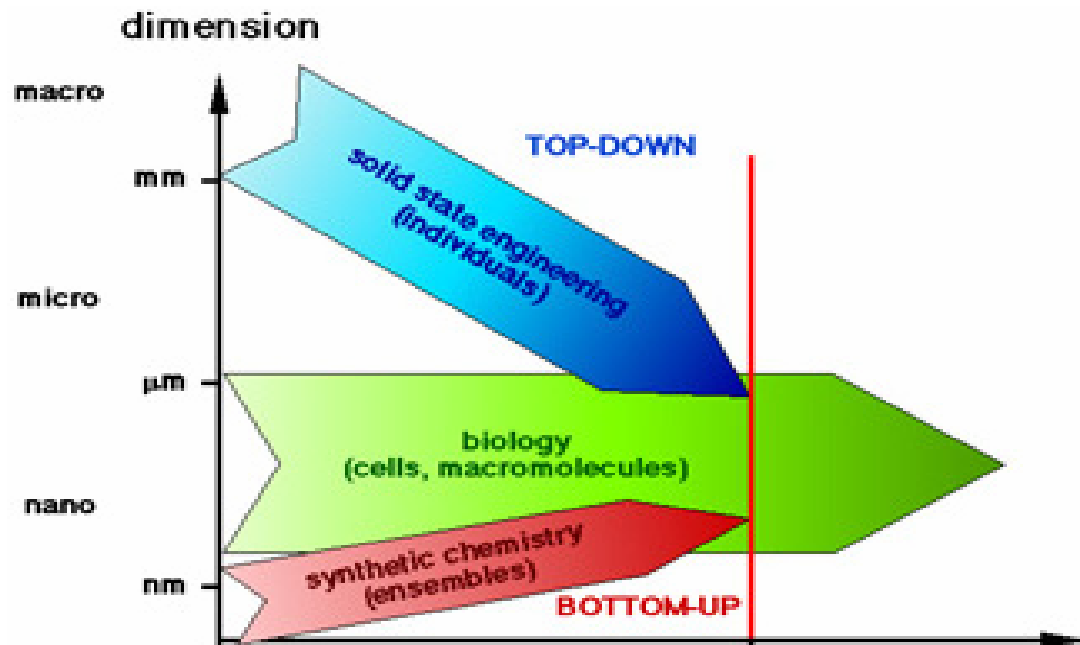 dimension
macro
TOP-DOWN
solid state engineering
(individuals)
mm
micro
μm
biology
(cells, macromolecules)
nano
synthetic chemistry
(ensembles)
nm
BOTTOM-UP